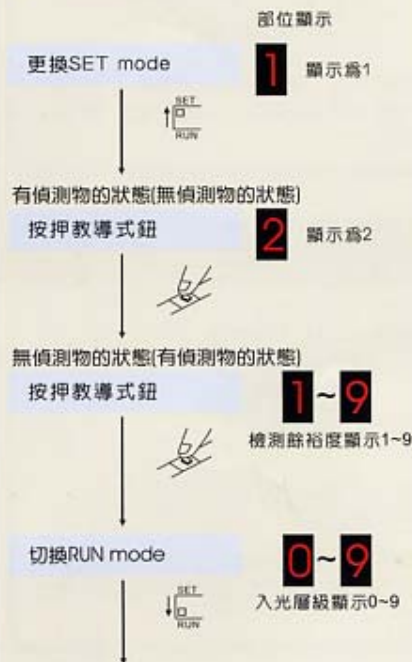 部位顯示
更換SET mode
1 顯示爲1
SET
RUN
有偵測物的狀態(無偵測物的狀態)
按押教導式鈕
2 顯示爲2
無偵測物的狀態(有偵測物的狀態)
按押教導式鈕
1~9
檢測餘裕度顯示1~9
切換RUN mode
0~9
入光層級顯示0~9
SET
RUN